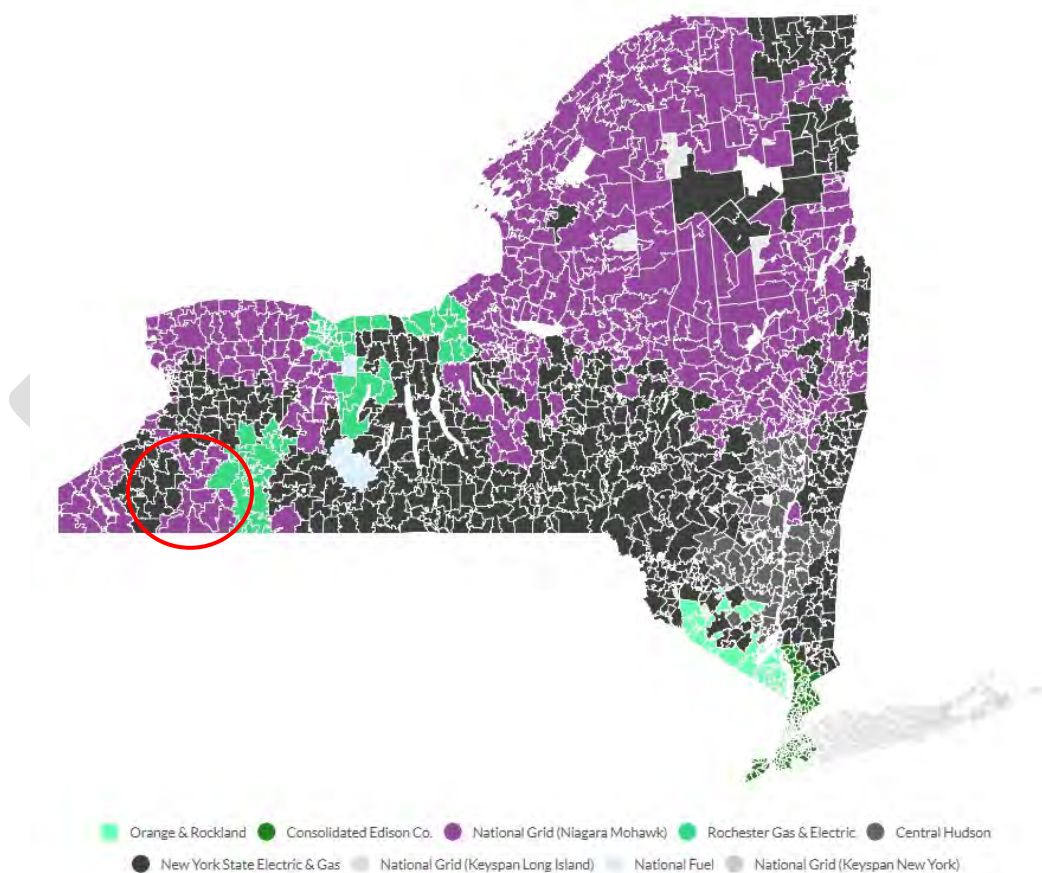 Orange & Rockland Consolidated Edison Co. National Grid (Niagara Mohawk) Rochester Gas & Electric Central Hudson
New York State Electric & Gas National Grid (Keyspan Long Island) National Fuel National Grid (Keyspan New York)